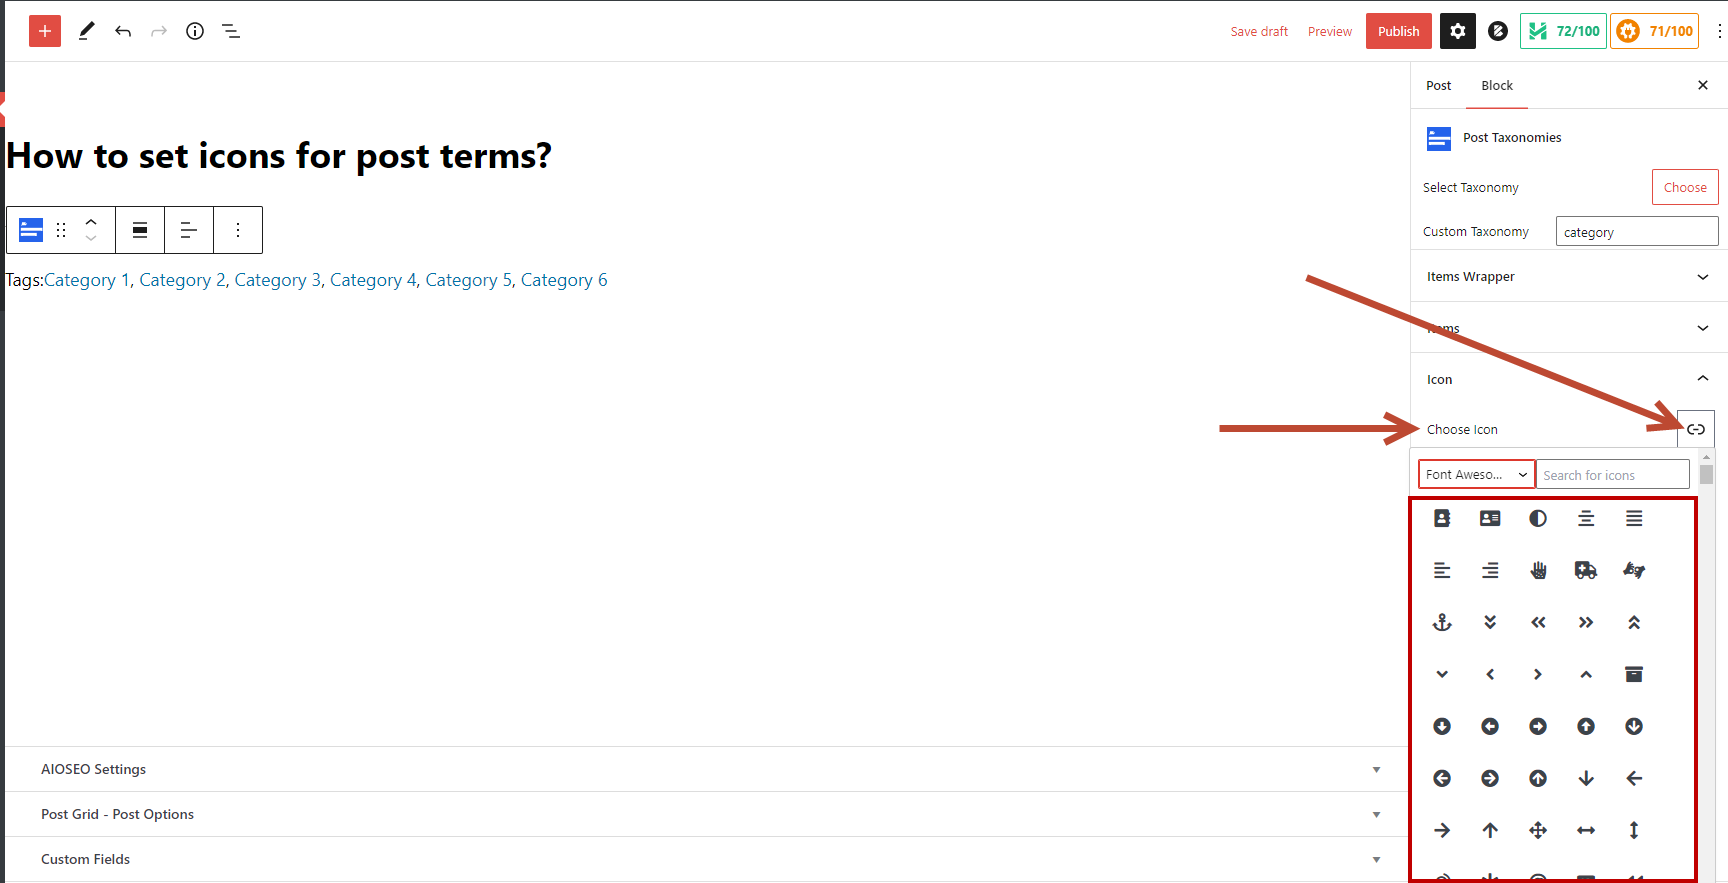 Save draft Preview Publish 72/100 71/100
Post Block
How to set icons for post terms?
Post Taxonomies
Select Taxonomy Choose
Custom Taxonomy category
Tags:Category 1, Category 2, Category 3, Category 4, Category 5, Category 6
Items Wrapper
Items
Icon
Choose Icon
Font Aweso... Search for icons
AIOSEO Settings
Post Grid - Post Options
Custom Fields